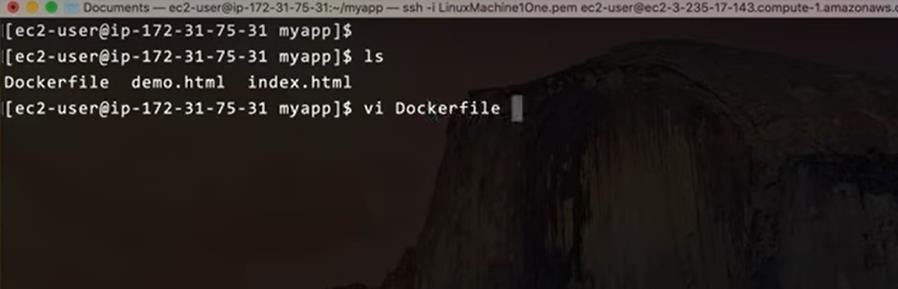 Documents — ec2-user@ip-172-31-75-31:~/myapp — ssh -i LinuxMachine1One.pem ec2-user@ec2-3-235-17-143.compute-1.amazonaws.c
[ec2-user@ip-172-31-75-31 myapp]$
[ec2-user@ip-172-31-75-31 myapp]$ ls
Dockerfile demo.html index.html
[ec2-user@ip-172-31-75-31 myapp]$ vi Dockerfile